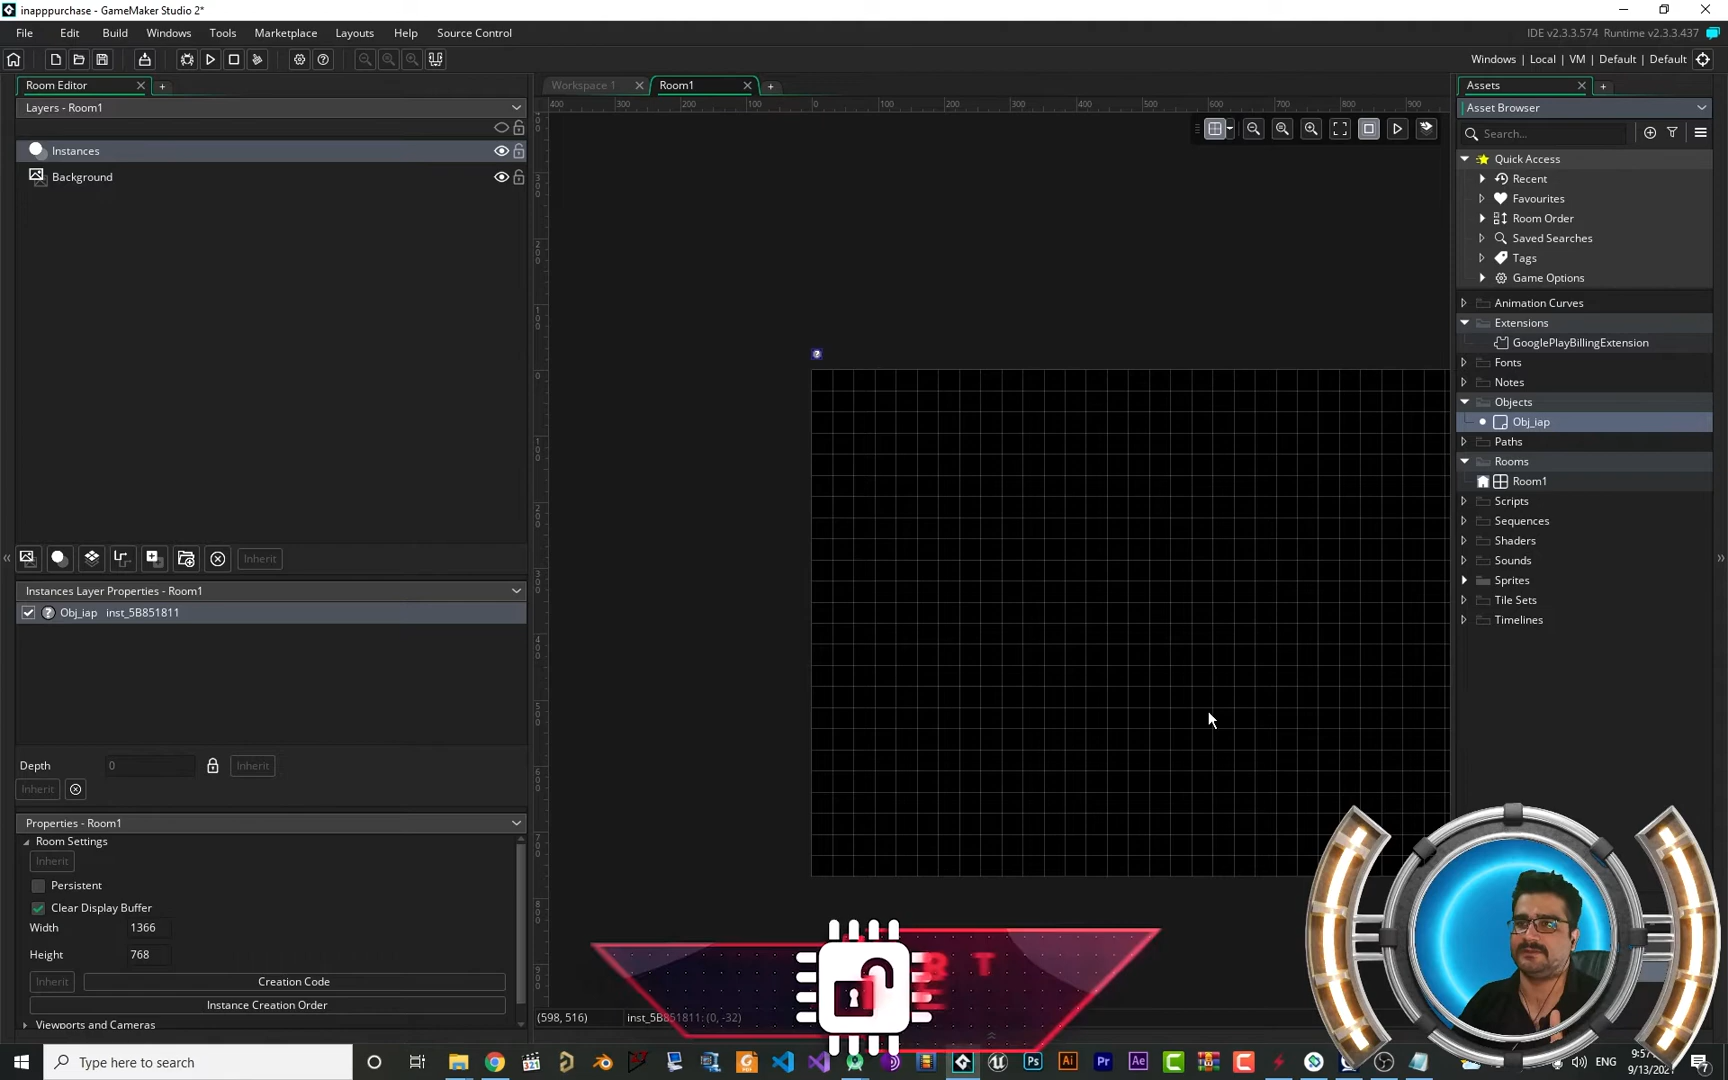 inapppurchase - GameMaker Studio 2*
File Edit Build Windows Tools Marketplace Layouts Help Source Control
IDE v2.3.3.574 Runtime v2.3.3.437
Windows | Local | VM | Default | Default
Room Editor
Workspace 1
Room1
Assets
Layers - Room1
Asset Browser
Search...
Instances
Background
Quick Access
Recent
Favourites
Room Order
Saved Searches
Tags
Game Options
Animation Curves
Extensions
GooglePlayBillingExtension
Fonts
Notes
Objects
Obj_iap
Paths
Rooms
Room1
Scripts
Sequences
Shaders
Sounds
Sprites
Tile Sets
Timelines
Inherit
Instances Layer Properties - Room1
Obj_iap inst_5B851811
Depth 0 Inherit
Inherit
Properties - Room1
Room Settings
Inherit
Persistent
Clear Display Buffer
Width 1366
Height 768
Inherit Creation Code
Instance Creation Order
Viewports and Cameras
(598, 516) inst_5B851811: (0, -32)
Type here to search
ENG